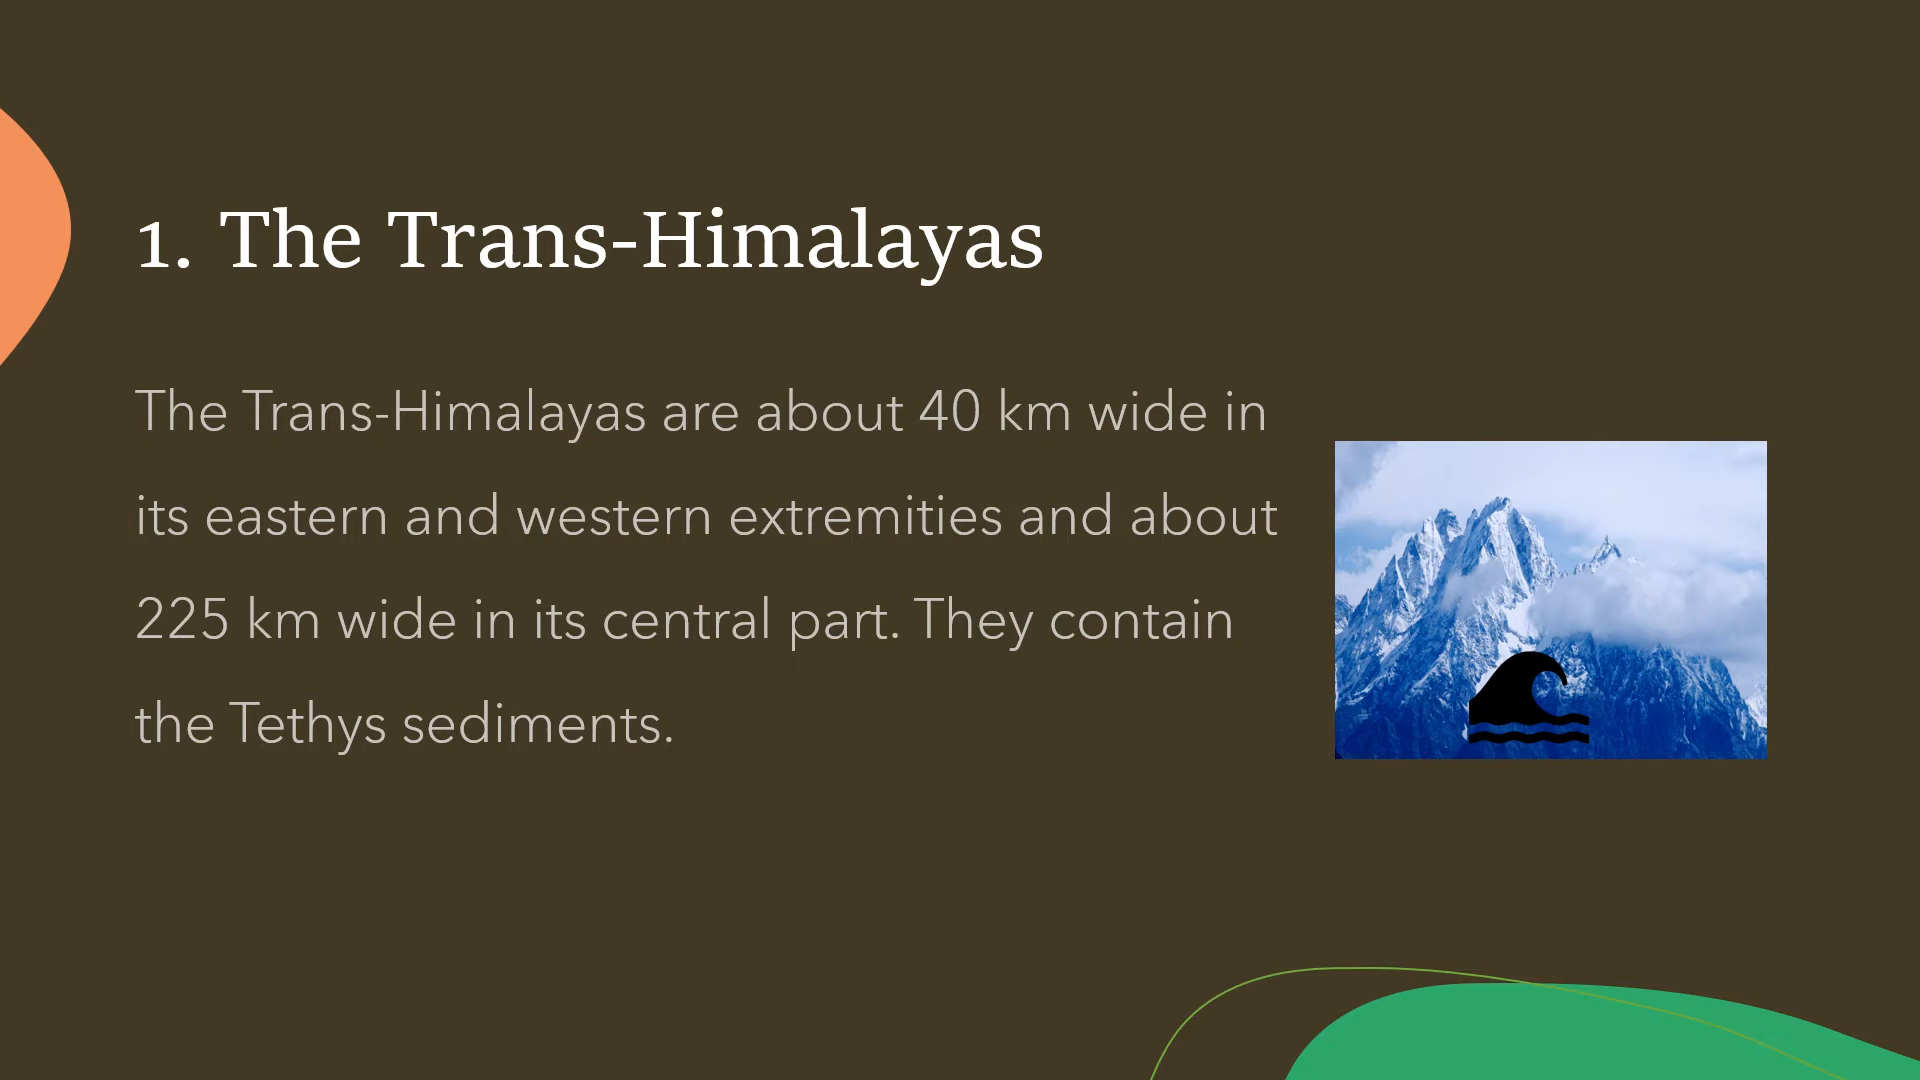 1. The Trans-Himalayas
The Trans-Himalayas are about 40 km wide in
its eastern and western extremities and about
225 km wide in its central part. They contain
the Tethys sediments.